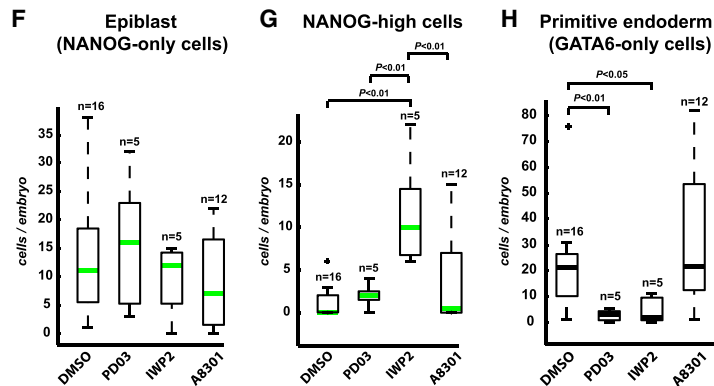 F
Epiblast
(NANOG-only cells)
cells / embryo
35
30
25
20
15
10
5
0
n=16
n=5
n=5
n=12
DMSO
PD03
IWP2
A8301
G
NANOG-high cells
P<0.01
P<0.01
P<0.01
cells / embryo
20
15
10
5
0
n=16
n=5
n=5
n=12
DMSO
PD03
IWP2
A8301
H
Primitive endoderm
(GATA6-only cells)
P<0.05
P<0.01
cells / embryo
80
70
60
50
40
30
20
10
0
n=16
n=5
n=5
n=12
DMSO
PD03
IWP2
A8301